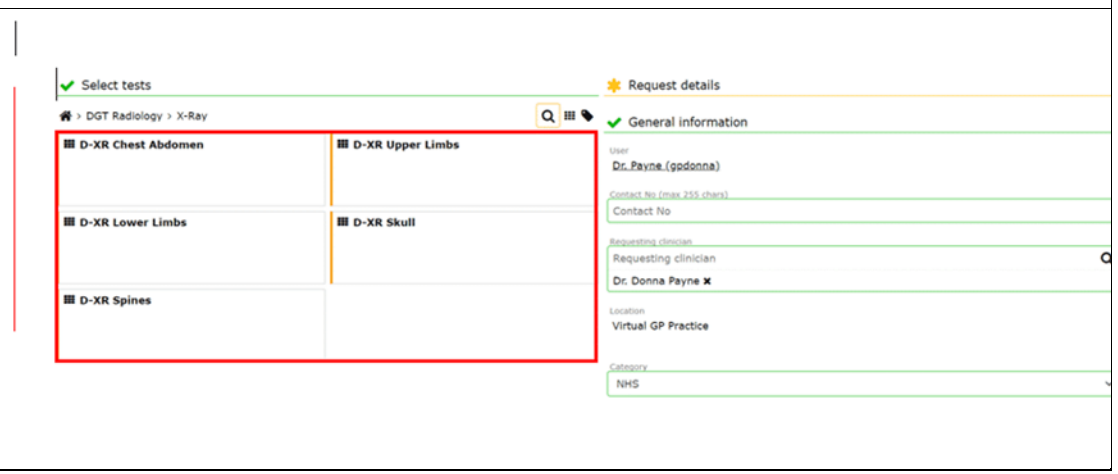 Select tests
DGT Radiology > X-Ray
D-XR Chest Abdomen
D-XR Upper Limbs
D-XR Lower Limbs
D-XR Skull
D-XR Spines
Request details
General information
User
Dr. Payne (gpdonna)
Contact No (max 255 chars)
Contact No
Requesting clinician
Requesting clinician
Dr. Donna Payne ✖
Location
Virtual GP Practice
Category
NHS